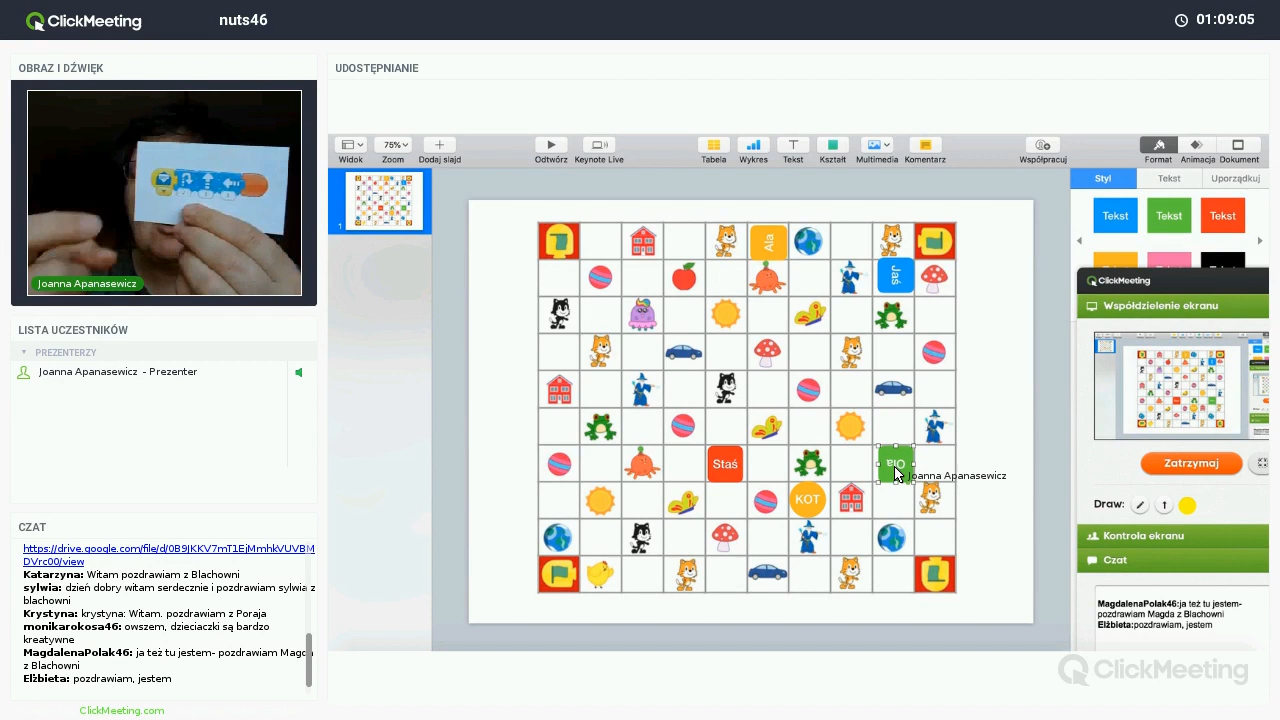 ClickMeeting
nuts46
01:09:05
OBRAZ I DŹWIĘK
Joanna Apanasewicz
LISTA UCZESTNIKÓW
PREZENTERZY
Joanna Apanasewicz - Prezenter
CZAT
https://drive.google.com/file/d/0B9JKKV7mT1EjMmhkVUVBM
DVrc00/view
Katarzyna: Witam pozdrawiam z Blachowni
sylwia: dzień dobry witam serdecznie i pozdrawiam sylwia z
blachowni
Krystyna: krystyna: Witam. pozdrawiam z Poraja
monikarokosa46: owszem, dzieciaczki są bardzo
kreatywne
MagdalenaPolak46: ja też tu jestem- pozdrawiam Magda
z Blachowni
Elżbieta: pozdrawiam, jestem
ClickMeeting.com
UDOSTĘPNIANIE
Widok
75%
Zoom
Dodaj slajd
Odtwórz
Keynote Live
Tabela
Wykres
Tekst
Kształt
Multimedia
Komentarz
Współpracuj
Format
Animacja
Dokument
1
Ala
Jaś
Staś
Ola
KOT
Joanna Apanasewicz
Styl
Tekst
Uporządkuj
Tekst
Tekst
Tekst
ClickMeeting
Współdzielenie ekranu
Zatrzymaj
Draw:
Kontrola ekranu
Czat
MagdalenaPolak46:ja też tu jestem-
pozdrawiam Magda z Blachowni
Elżbieta:pozdrawiam, jestem
ClickMeeting